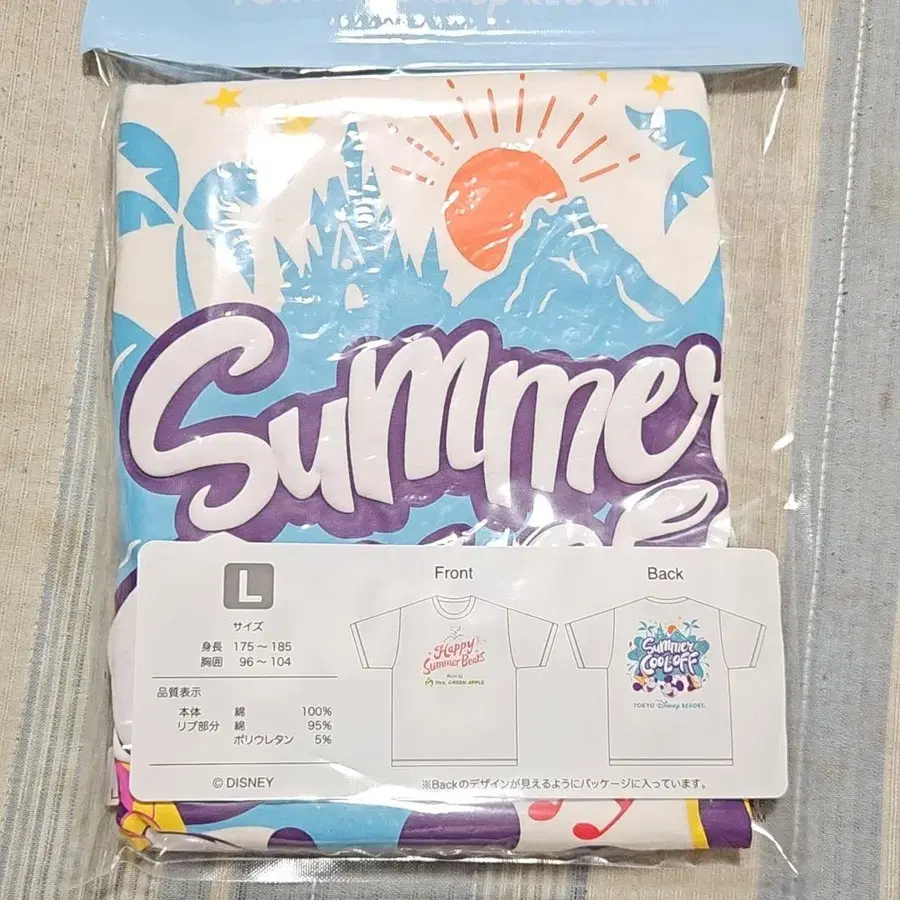 Summer
L
サイズ
身長 175～185
胸囲 96～104
品質表示
本体 綿 100%
リブ部分 綿 95%
ポリウレタン 5%
© DISNEY
Front
Happy
Summer Beats
Mrs. GREEN APPLE
Back
Summer
COOL-OFF
TOKYO Disney RESORT
※Backのデザインが見えるようにパッケージに入っています。